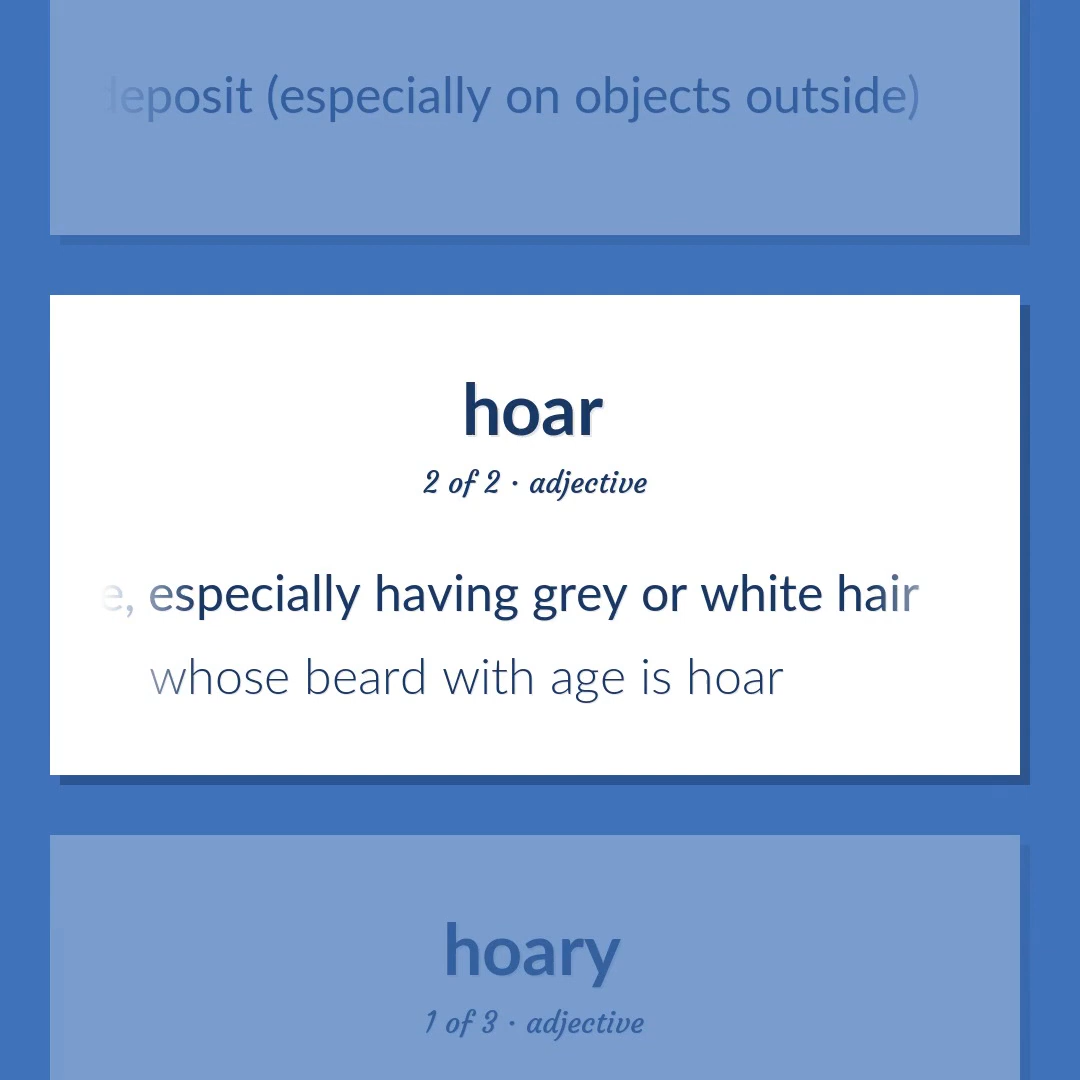 deposit (especially on objects outside)
hoar
2 of 2 · adjective
e, especially having grey or white hair
whose beard with age is hoar
hoary
1 of 3 · adjective